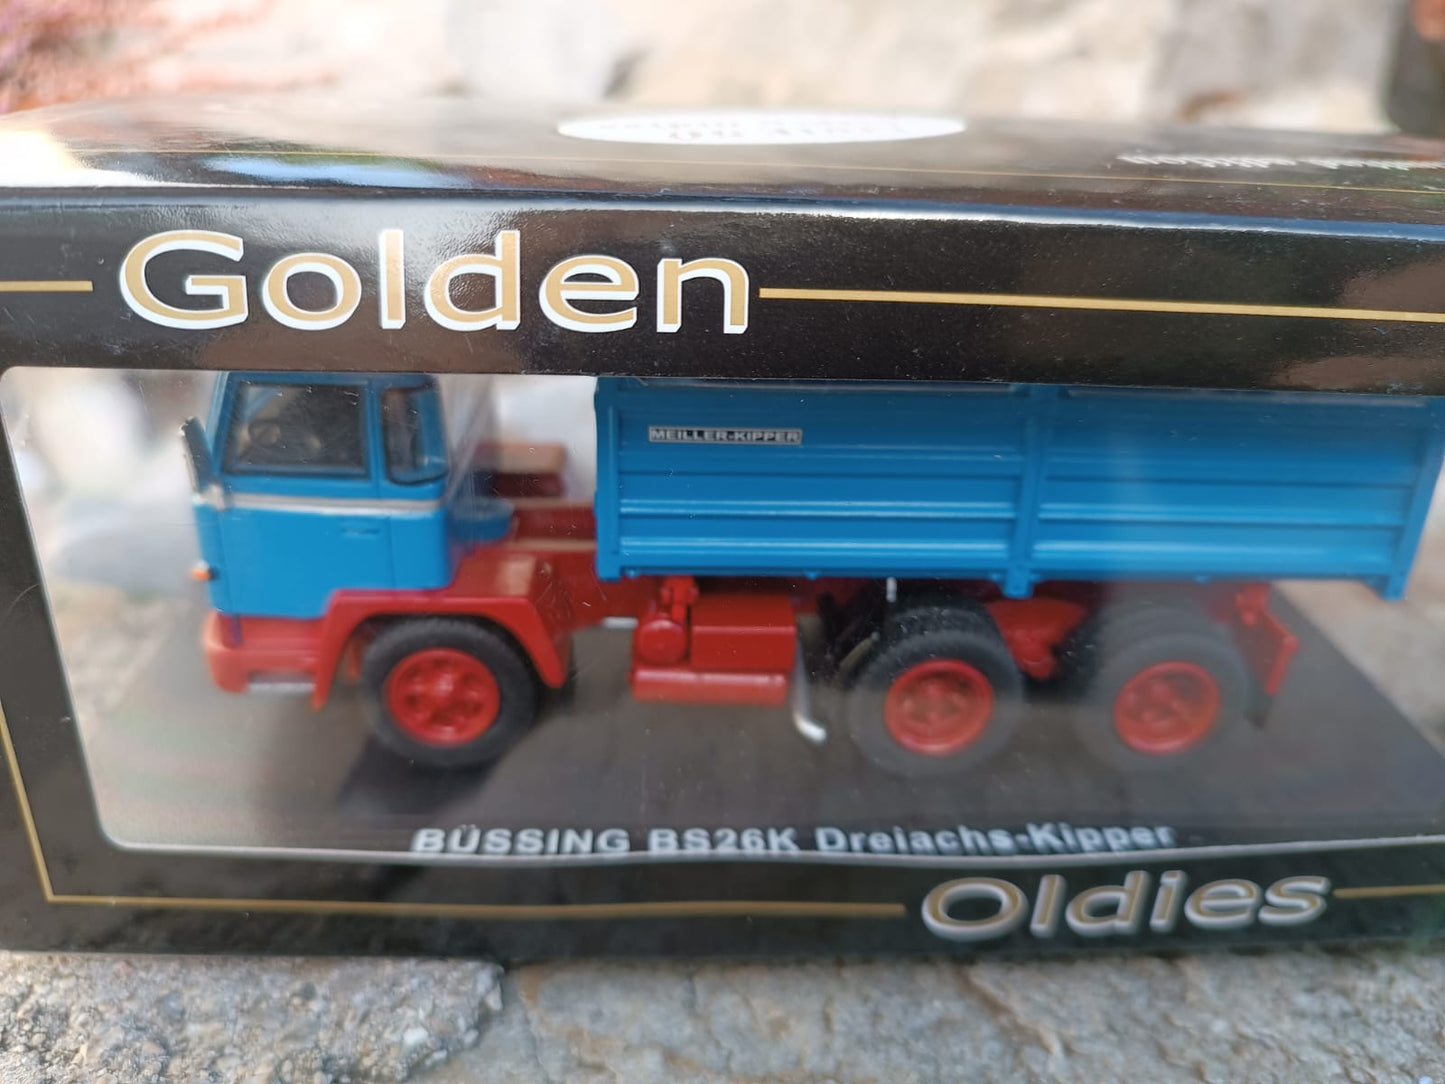 Golden
MEILLER-KIPPER
BÜSSING BS26K Dreiachs-Kipper
Oldies